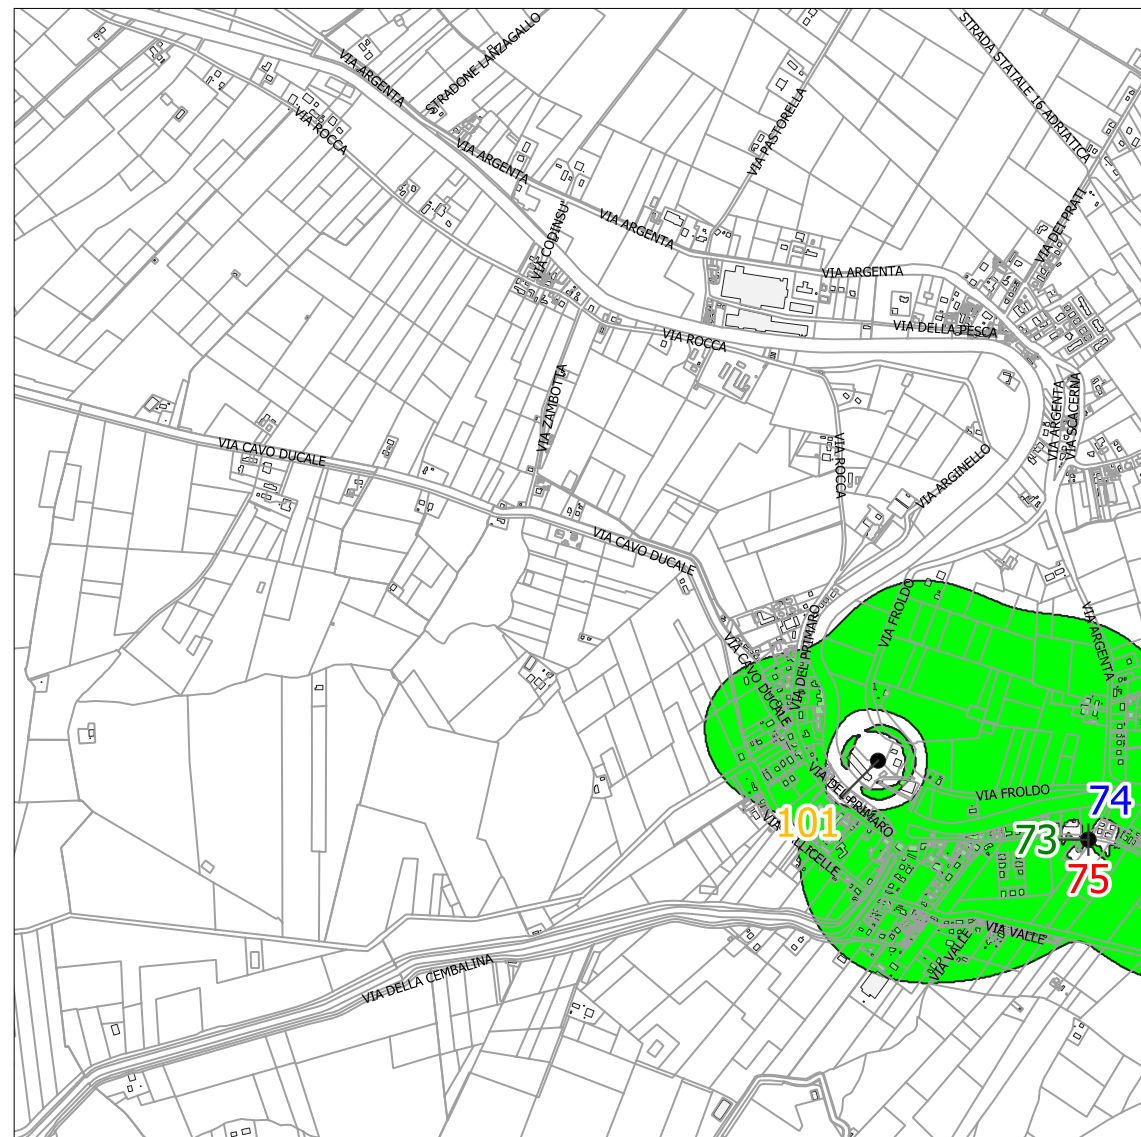 VIA ARGENTA
STRADONE LANZAGALLO
STRADA STATALE 16 ADRIATICA
VIA ROCCA
VIA ARGENTA
VIA PASTORELLA
VIA CODINSU'
VIA ARGENTA
VIA DEI PRATI
VIA ARGENTA
VIA ROCCA
VIA DELLA PESCA
VIA ZAMBOTTA
VIA ARGENTA
VIA SCACERNA
VIA CAVO DUCALE
VIA ROCCA
VIA ARGINELLO
VIA CAVO DUCALE
VIA FROLDO
VIA ARGENTA
VIA DEL PRIMARO
VIA CAVO DUCALE
VIA DEL PRIMARO
VIA FROLDO
74
101
73
75
VIA VALLE
VIA VALLE
VIA DELLA CEMBALINA